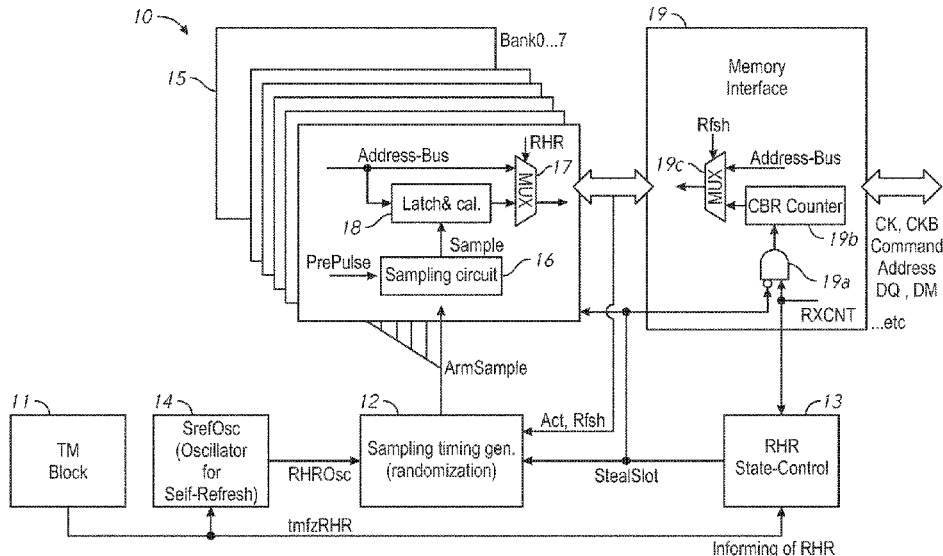 10
15
Bank0...7
19
Memory
Interface
Rfsh
19c
Address-Bus
MUX
CBR Counter
19b
19a
RXCNT
CK, CKB
Command
Address
DQ , DM
...etc
RHR
Address-Bus
17
MUX
Latch& cal.
18
Sample
PrePulse
Sampling circuit
16
ArmSample
11
TM
Block
14
SrefOsc
(Oscillator
for
Self-Refresh)
RHROsc
12
Sampling timing gen.
(randomization)
Act, Rfsh
StealSlot
13
RHR
State-Control
tmfzRHR
Informing of RHR